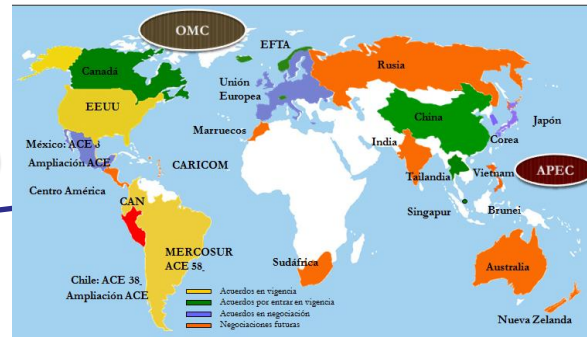 OMC
EFTA
Canadá
Rusia
Unión
Europea
EEUU
China
Marruecos
Japón
Corea
México: ACE 8
India
Ampliación ACE
CARICOM
Tailandia
Vietnam
APEC
Centro América
CAN
Singapur
Brunei
MERCOSUR
ACE 58.
Sudáfrica
Australia
Chile: ACE 38.
Ampliación ACE
Acuerdos en vigencia
Acuerdos por entrar en vigencia
Acuerdos en negociación
Negociaciones futuras
Nueva Zelanda